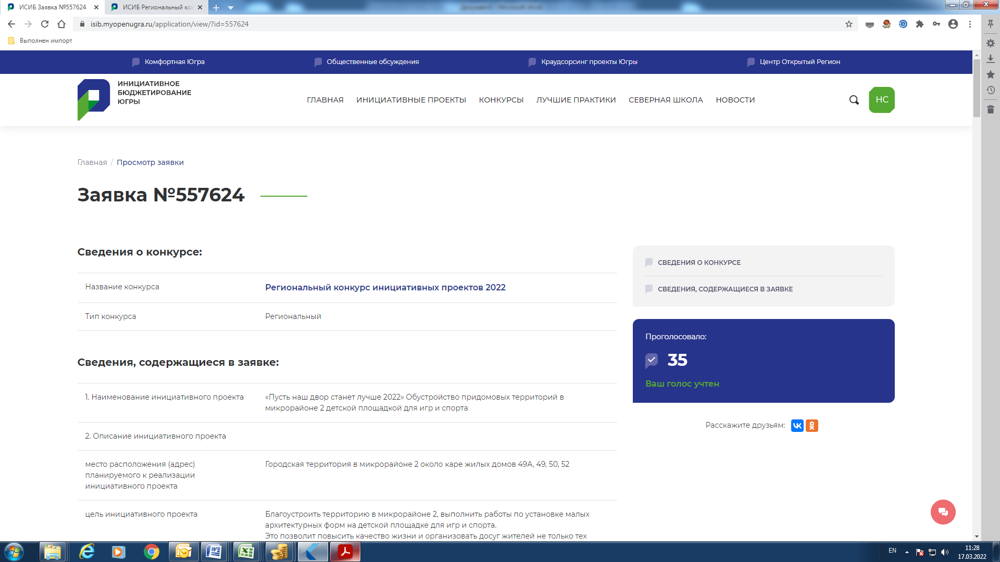 ИСИБ Заявка №557624
ИСИБ Региональный ко
isib.myopenugra.ru/application/view/?id=557624
Выполнен импорт
Комфортная Югра
Общественные обсуждения
Краудсорсинг проекты Югры
Центр Открытый Регион
ИНИЦИАТИВНОЕ
БЮДЖЕТИРОВАНИЕ
ЮГРЫ
ГЛАВНАЯ
ИНИЦИАТИВНЫЕ ПРОЕКТЫ
КОНКУРСЫ
ЛУЧШИЕ ПРАКТИКИ
СЕВЕРНАЯ ШКОЛА
НОВОСТИ
НС
Главная / Просмотр заявки
Заявка №557624
Сведения о конкурсе:
Название конкурса
Региональный конкурс инициативных проектов 2022
Тип конкурса
Региональный
Сведения, содержащиеся в заявке:
1. Наименование инициативного проекта
«Пусть наш двор станет лучше 2022» Обустройство придомовых территорий в
микрорайоне 2 детской площадкой для игр и спорта
2. Описание инициативного проекта
место расположения (адрес)
планируемого к реализации
инициативного проекта
Городская территория в микрорайоне 2 около каре жилых домов 49А, 49, 50, 52
цель инициативного проекта
Благоустроить территорию в микрорайоне 2, выполнить работы по установке малых
архитектурных форм на детской площадке для игр и спорта.
Это позволит повысить качество жизни и организовать досуг жителей не только тех
СВЕДЕНИЯ О КОНКУРСЕ
СВЕДЕНИЯ, СОДЕРЖАЩИЕСЯ В ЗАЯВКЕ
Проголосовало:
35
Ваш голос учтен
Расскажите друзьям:
EN
11:28
17.03.2022